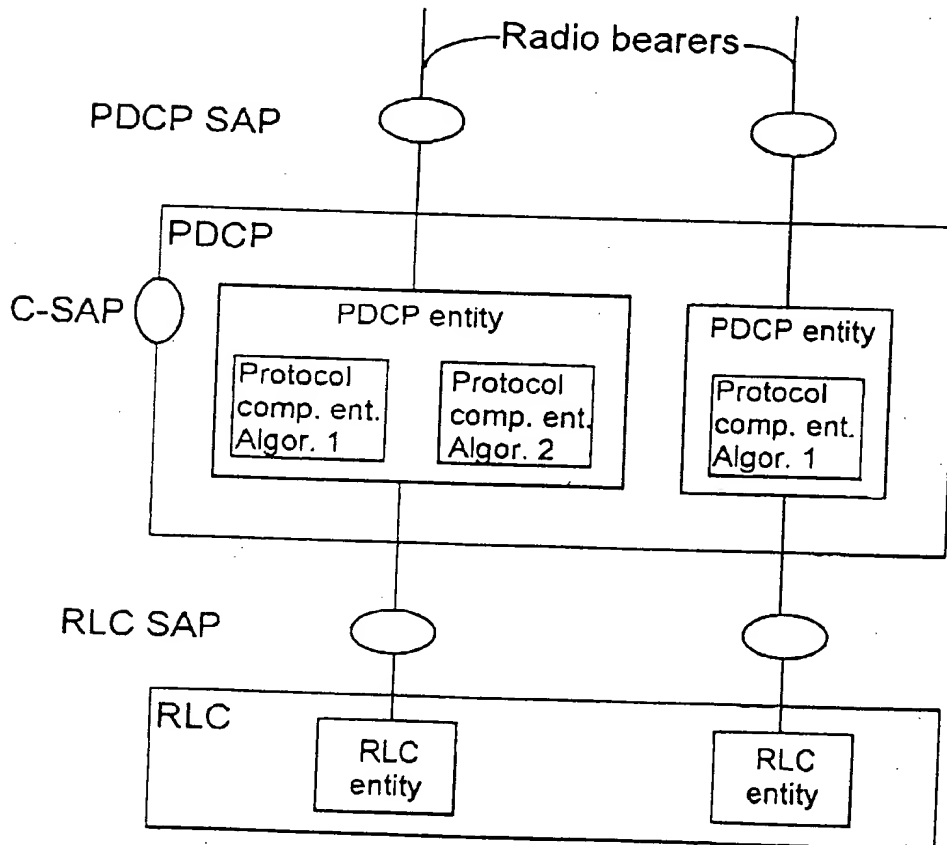 Radio bearers
PDCP SAP
PDCP
C-SAP
PDCP entity
Protocol
comp. ent.
Algor. 1
Protocol
comp. ent.
Algor. 2
PDCP entity
Protocol
comp. ent.
Algor. 1
RLC SAP
RLC
RLC
entity
RLC
entity